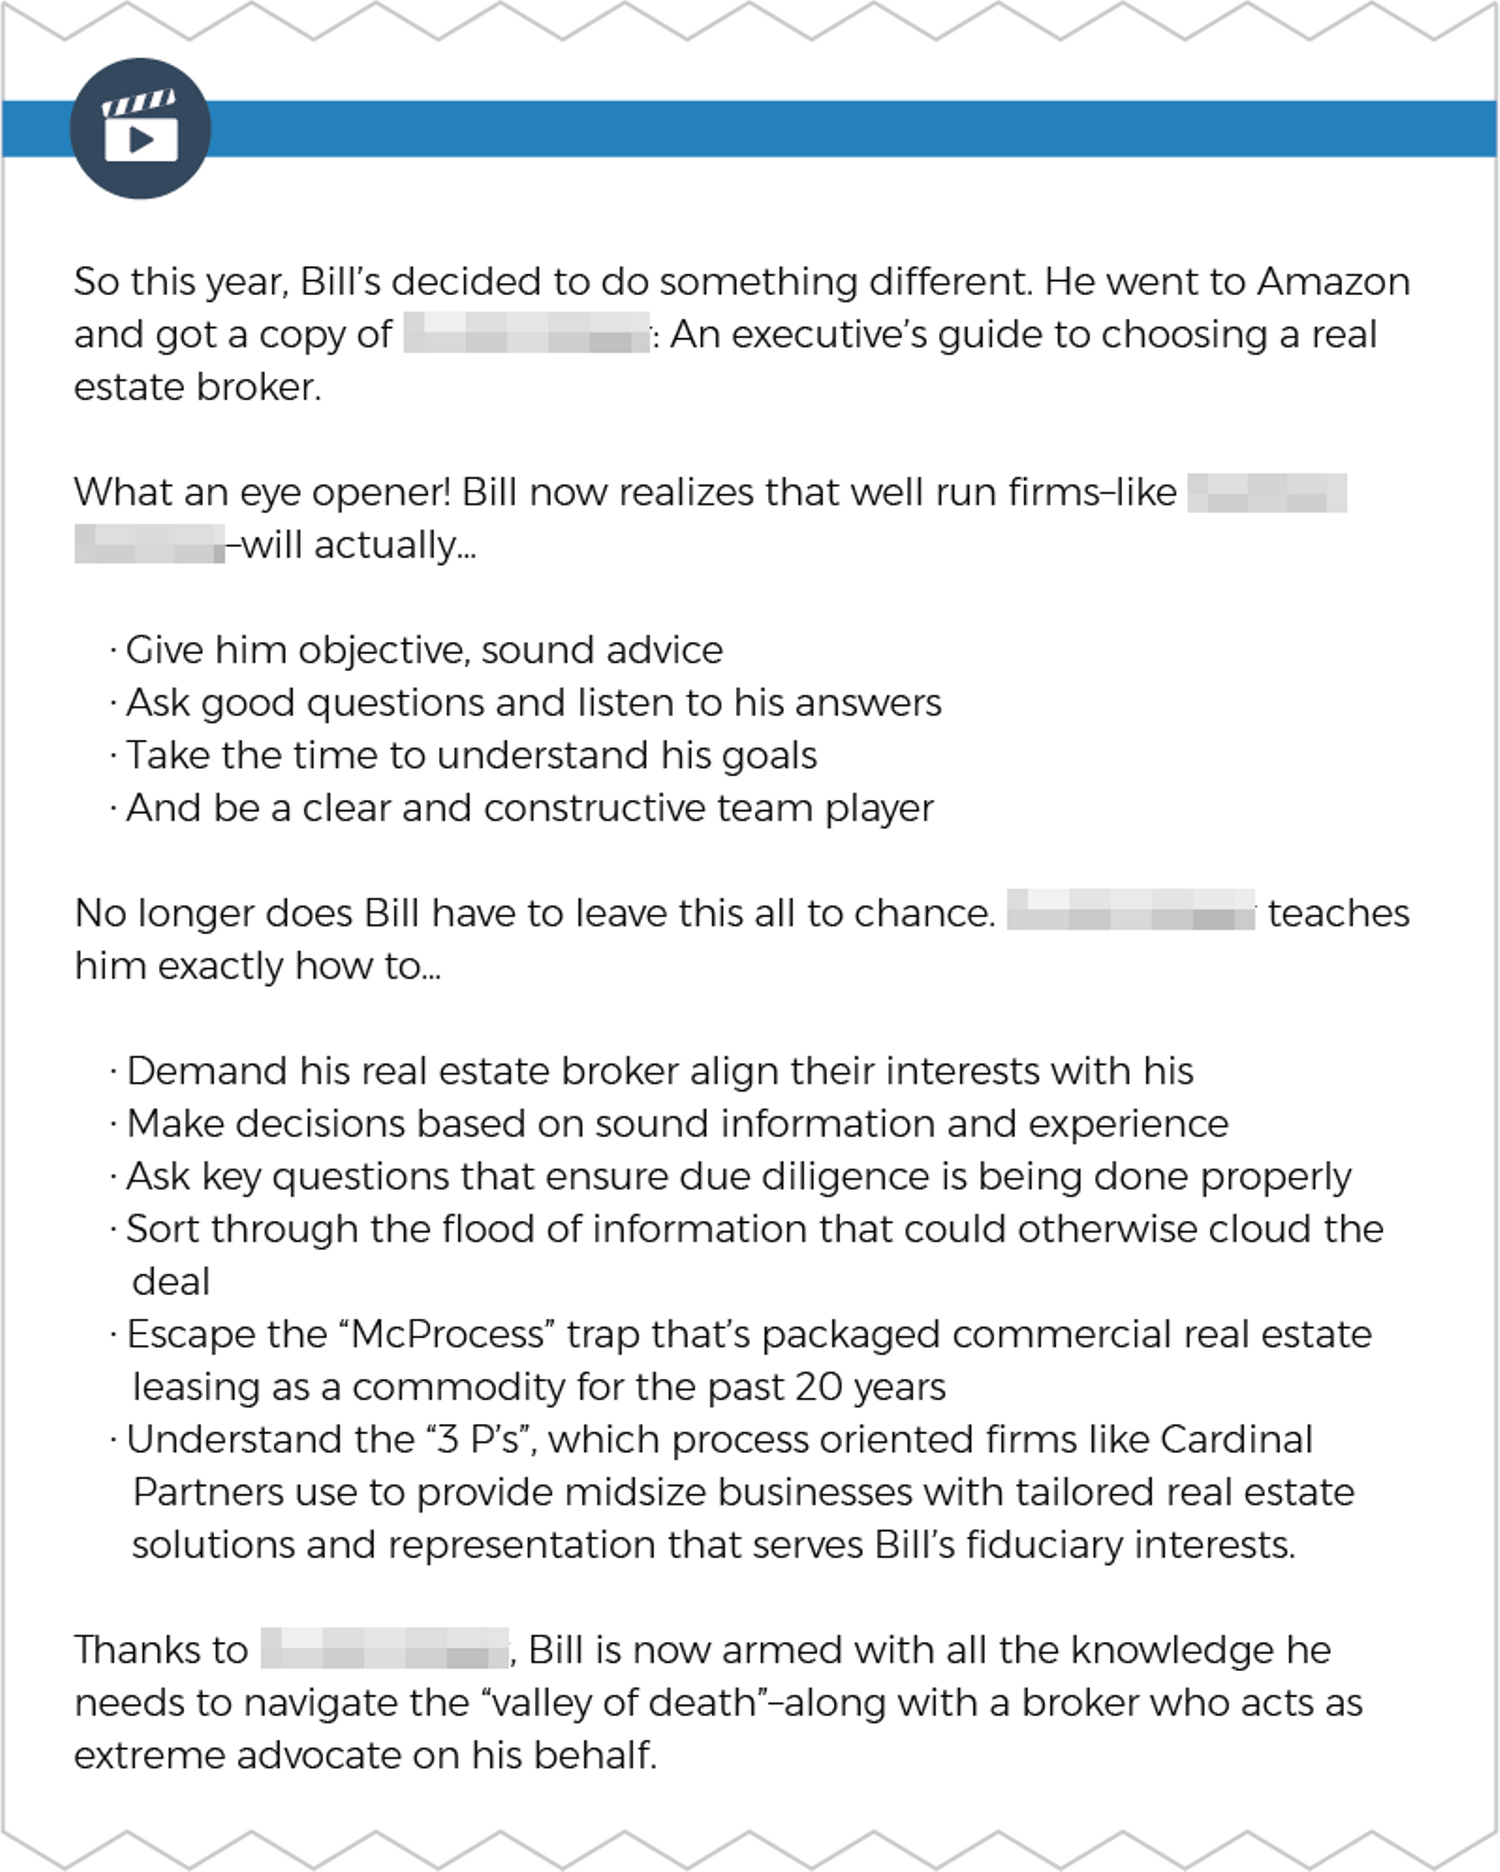 So this year, Bill’s decided to do something different. He went to Amazon
and got a copy of : An executive’s guide to choosing a real
estate broker.
What an eye opener! Bill now realizes that well run firms–like
–will actually...
· Give him objective, sound advice
· Ask good questions and listen to his answers
· Take the time to understand his goals
· And be a clear and constructive team player
No longer does Bill have to leave this all to chance. teaches
him exactly how to...
· Demand his real estate broker align their interests with his
· Make decisions based on sound information and experience
· Ask key questions that ensure due diligence is being done properly
· Sort through the flood of information that could otherwise cloud the
deal
· Escape the “McProcess” trap that’s packaged commercial real estate
leasing as a commodity for the past 20 years
· Understand the “3 P’s”, which process oriented firms like Cardinal
Partners use to provide midsize businesses with tailored real estate
solutions and representation that serves Bill’s fiduciary interests.
Thanks to , Bill is now armed with all the knowledge he
needs to navigate the “valley of death”–along with a broker who acts as
extreme advocate on his behalf.